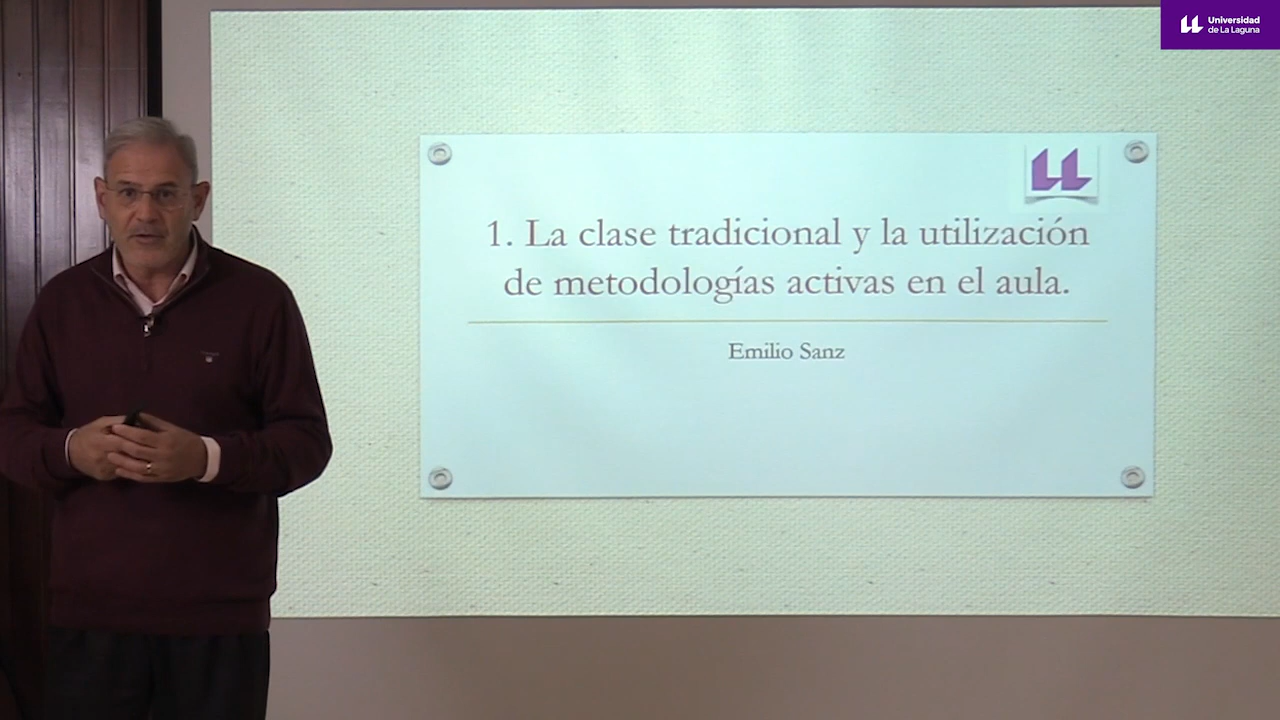 Universidad
de La Laguna
1. La clase tradicional y la utilización
de metodologías activas en el aula.
Emilio Sanz